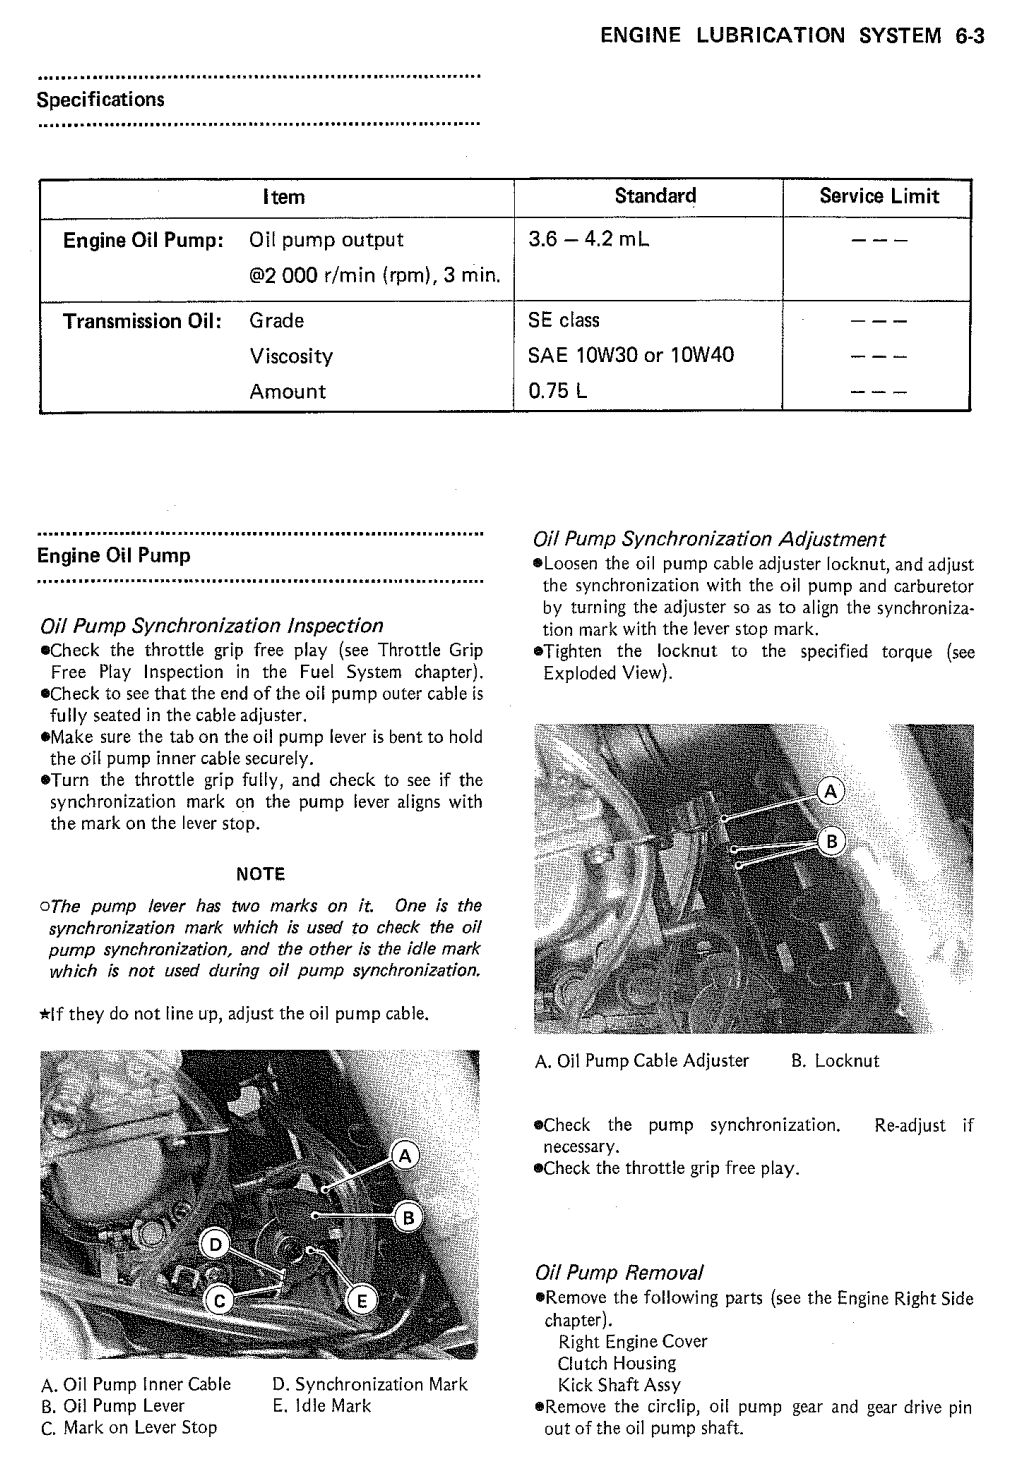 ENGINE LUBRICATION SYSTEM 6-3
Specifications
Item Standard Service Limit
Engine Oil Pump: Oil pump output 3.6 – 4.2 mL – – –
@2 000 r/min (rpm), 3 min.
Transmission Oil: Grade SE class – – –
Viscosity SAE 10W30 or 10W40 – – –
Amount 0.75 L – – –
Engine Oil Pump
Oil Pump Synchronization Inspection
●Check the throttle grip free play (see Throttle Grip
Free Play Inspection in the Fuel System chapter).
●Check to see that the end of the oil pump outer cable is
fully seated in the cable adjuster.
●Make sure the tab on the oil pump lever is bent to hold
the oil pump inner cable securely.
●Turn the throttle grip fully, and check to see if the
synchronization mark on the pump lever aligns with
the mark on the lever stop.
NOTE
○The pump lever has two marks on it. One is the
synchronization mark which is used to check the oil
pump synchronization, and the other is the idle mark
which is not used during oil pump synchronization.
★If they do not line up, adjust the oil pump cable.
A
B
D
C
E
A. Oil Pump Inner Cable D. Synchronization Mark
B. Oil Pump Lever E. Idle Mark
C. Mark on Lever Stop
Oil Pump Synchronization Adjustment
●Loosen the oil pump cable adjuster locknut, and adjust
the synchronization with the oil pump and carburetor
by turning the adjuster so as to align the synchroniza-
tion mark with the lever stop mark.
●Tighten the locknut to the specified torque (see
Exploded View).
A
B
A. Oil Pump Cable Adjuster B. Locknut
●Check the pump synchronization. Re-adjust if
necessary.
●Check the throttle grip free play.
Oil Pump Removal
●Remove the following parts (see the Engine Right Side
chapter).
Right Engine Cover
Clutch Housing
Kick Shaft Assy
●Remove the circlip, oil pump gear and gear drive pin
out of the oil pump shaft.